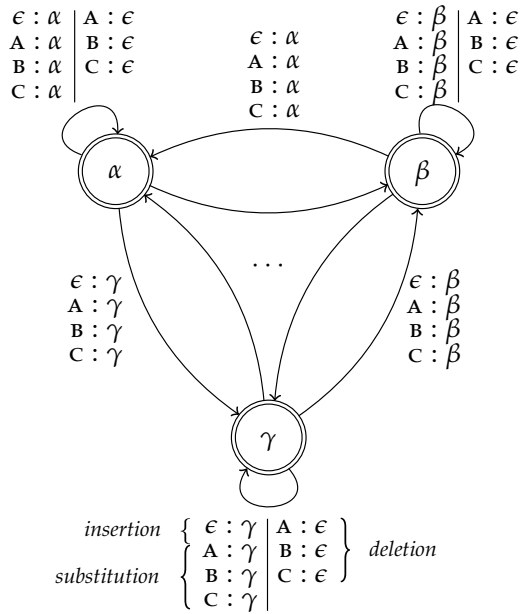 ϵ : α | A : ϵ
A : α | B : ϵ
B : α | C : ϵ
C : α
ϵ : α
A : α
B : α
C : α
ϵ : β | A : ϵ
A : β | B : ϵ
B : β | C : ϵ
C : β
α
β
...
ϵ : γ
A : γ
B : γ
C : γ
ϵ : β
A : β
B : β
C : β
γ
insertion { ϵ : γ | A : ϵ
A : γ | B : ϵ } deletion
substitution { B : γ | C : ϵ
C : γ